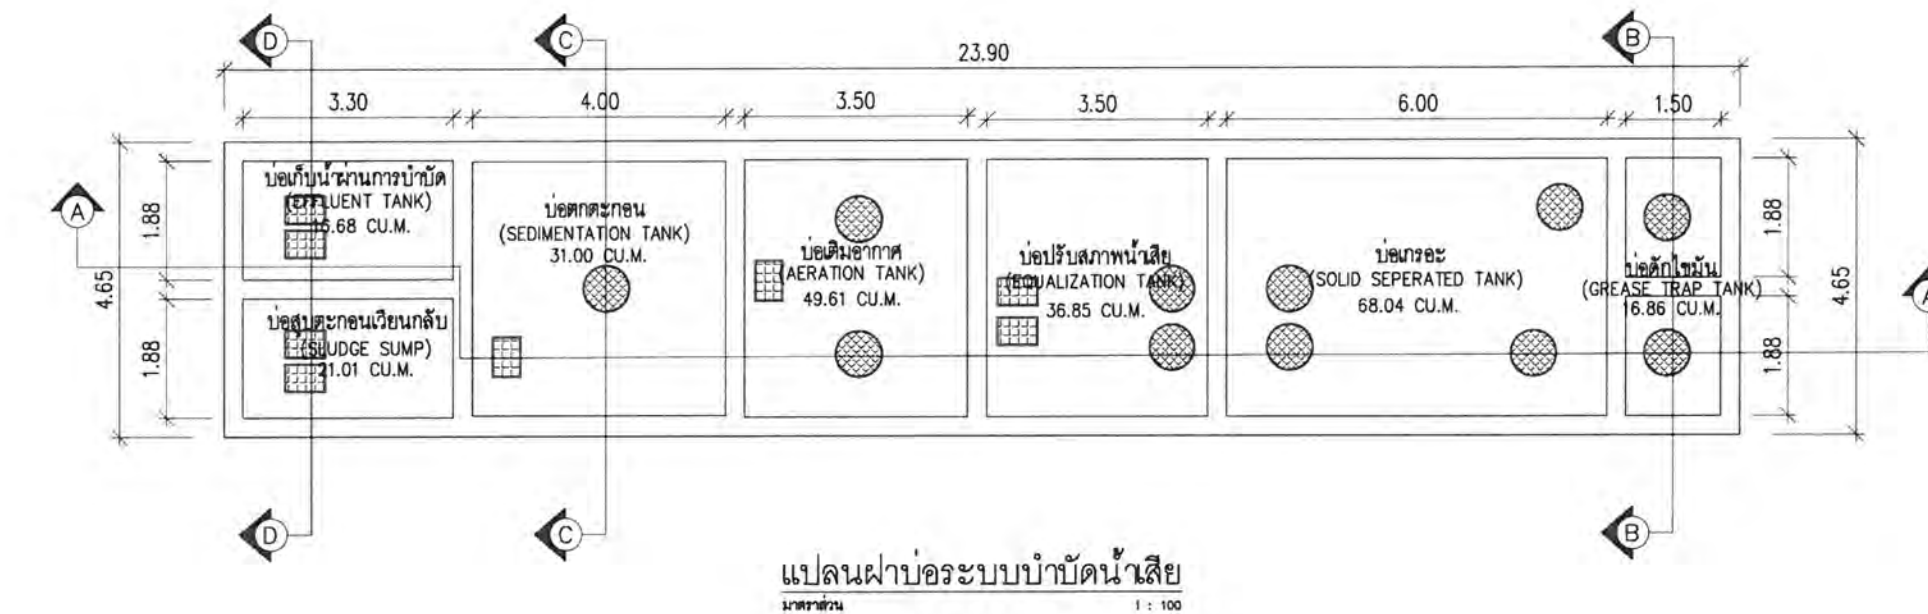 D
C
B
23.90
3.30
4.00
3.50
3.50
6.00
1.50
A
4.65
1.88
1.88
บ่อเก็บน้ำผ่านการบำบัด
(EFFLUENT TANK)
15.68 CU.M.
บ่อสูบตะกอนเวียนกลับ
(SLUDGE SUMP)
21.01 CU.M.
บ่อตกตะกอน
(SEDIMENTATION TANK)
31.00 CU.M.
บ่อเติมอากาศ
(AERATION TANK)
49.61 CU.M.
บ่อปรับสภาพน้ำเสีย
(EQUALIZATION TANK)
36.85 CU.M.
บ่อเกรอะ
(SOLID SEPERATED TANK)
68.04 CU.M.
บ่อดักไขมัน
(GREASE TRAP TANK)
16.86 CU.M.
1.88
1.88
4.65
A
D
C
B
แปลนฝาบ่อระบบบำบัดน้ำเสีย
มาตราส่วน 1 : 100